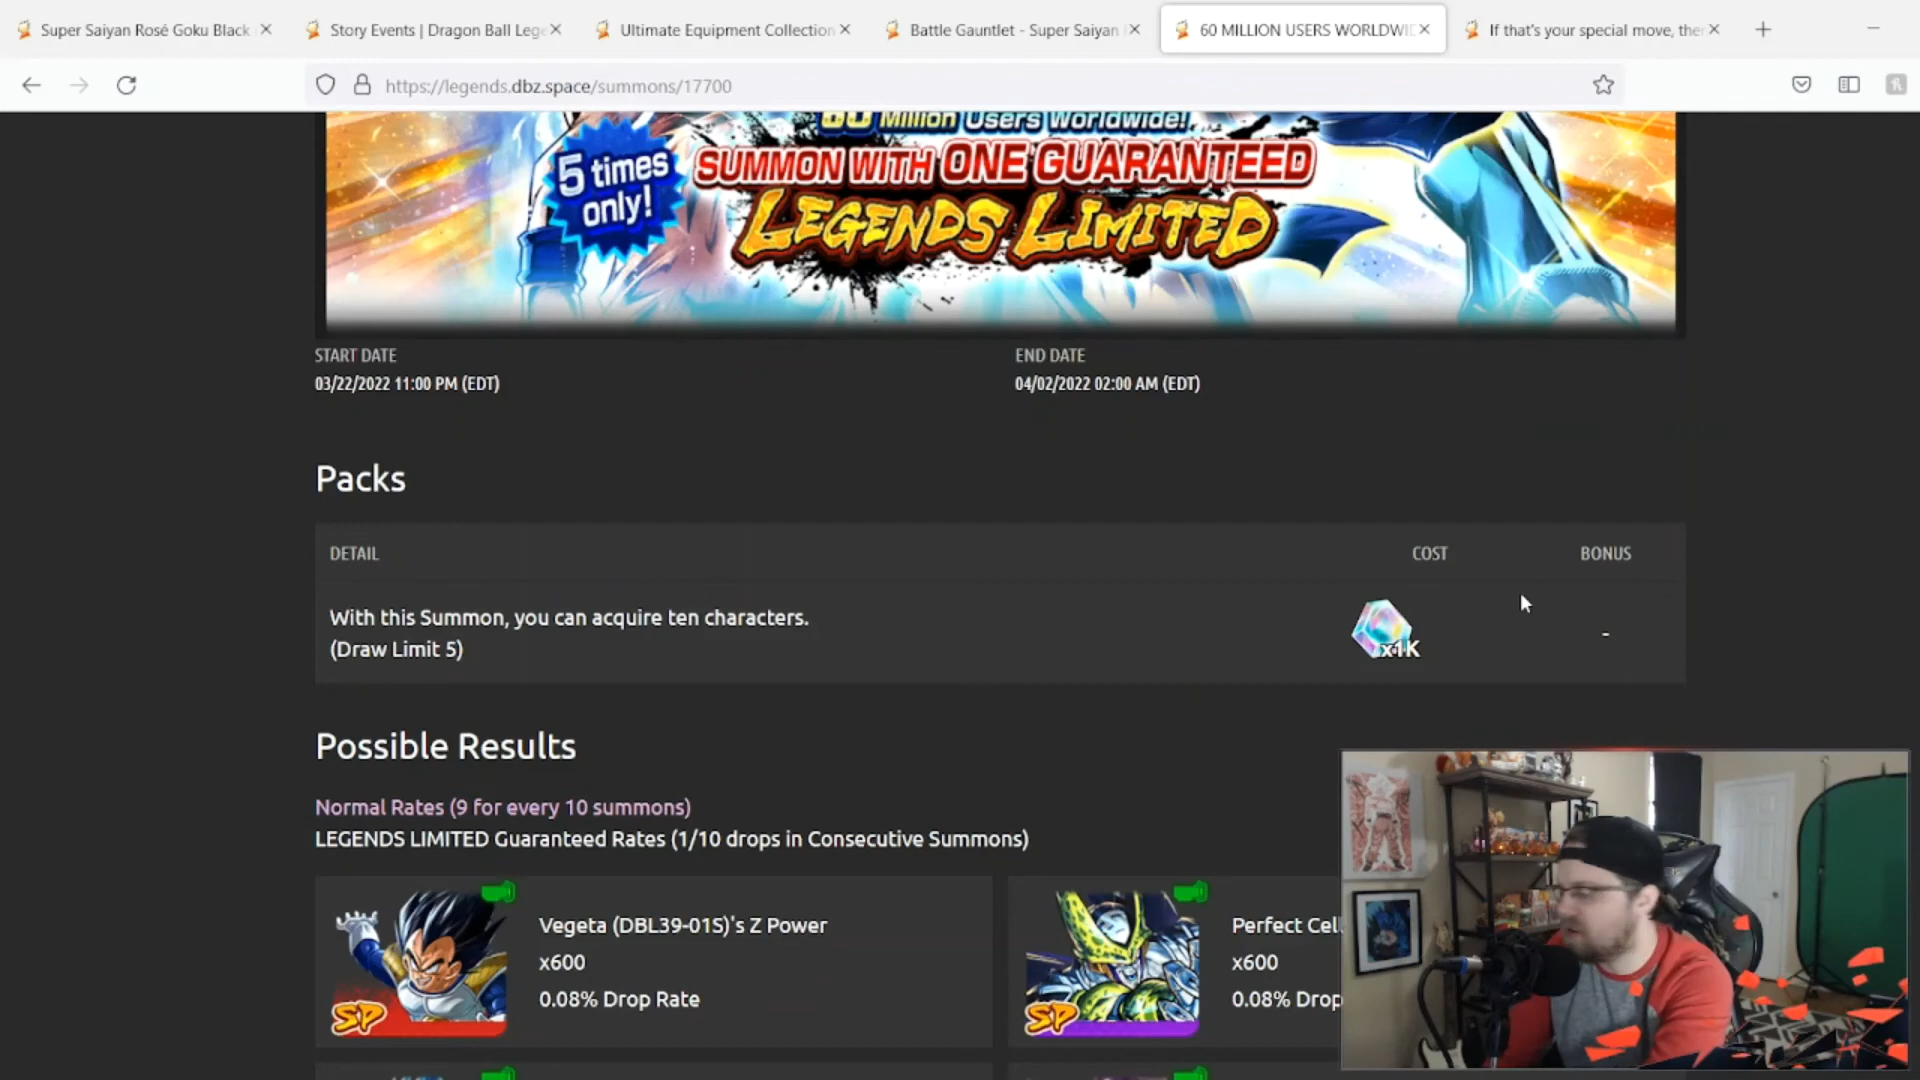 Super Saiyan Rosé Goku Black
Story Events | Dragon Ball Lege
Ultimate Equipment Collection
Battle Gauntlet - Super Saiyan
60 MILLION USERS WORLDWI
If that's your special move, ther
https://legends.dbz.space/summons/17700
60 Million Users Worldwide!
5 times only!
SUMMON WITH ONE GUARANTEED
LEGENDS LIMITED
START DATE
END DATE
03/22/2022 11:00 PM (EDT)
04/02/2022 02:00 AM (EDT)
Packs
DETAIL
COST
BONUS
With this Summon, you can acquire ten characters.
(Draw Limit 5)
x1K
-
Possible Results
Normal Rates (9 for every 10 summons)
LEGENDS LIMITED Guaranteed Rates (1/10 drops in Consecutive Summons)
Vegeta (DBL39-01S)'s Z Power
x600
0.08% Drop Rate
SP
Perfect Cell
x600
0.08% Drop
SP